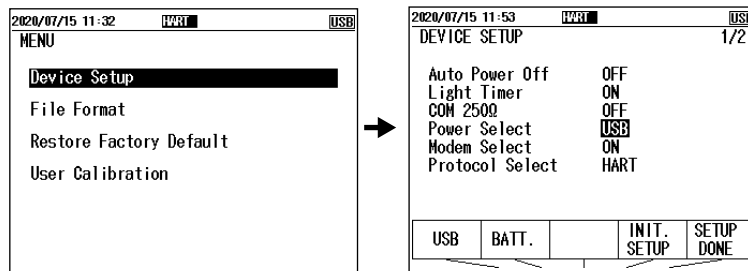 2020/07/15 11:32 HART USB
MENU
Device Setup
File Format
Restore Factory Default
User Calibration
2020/07/15 11:53 HART
DEVICE SETUP 1/2
Auto Power Off OFF
Light Timer ON
COM 250Ω OFF
Power Select USB
Modem Select ON
Protocol Select HART
USB BATT. INIT. SETUP SETUP DONE